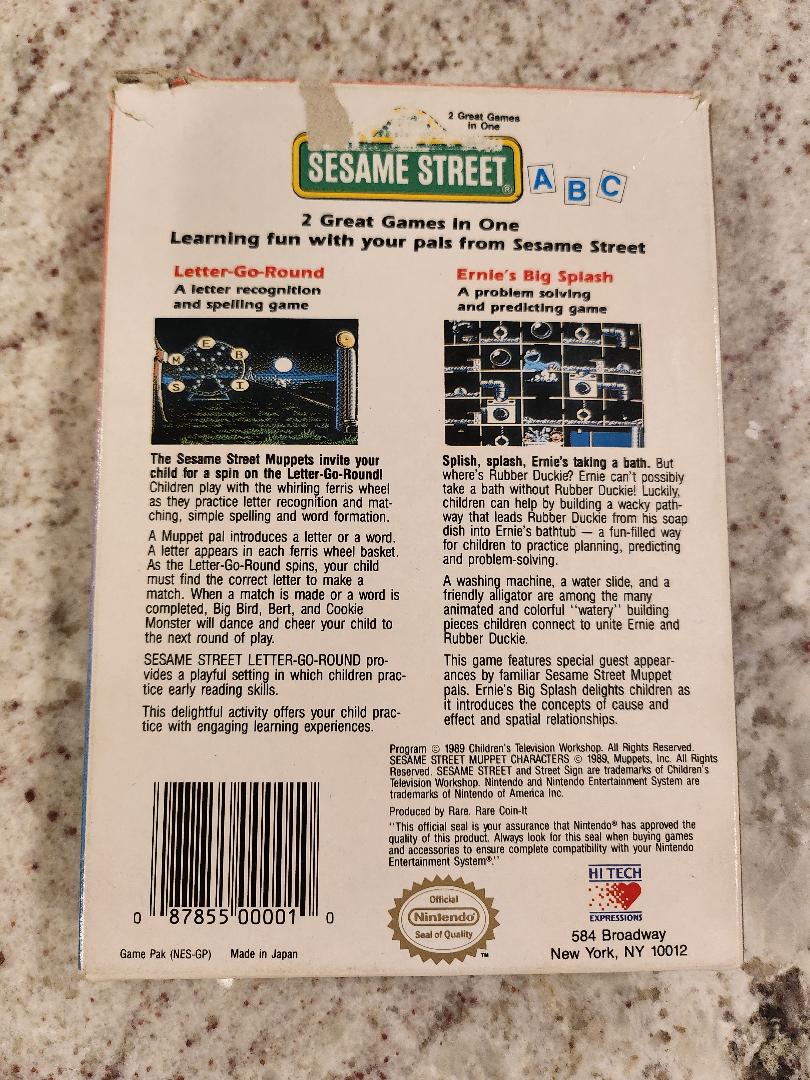 2 Great Games
in One
SESAME STREET®
A B C
2 Great Games in One
Learning fun with your pals from Sesame Street
Letter-Go-Round
A letter recognition
and spelling game
E
M
B
S
I
The Sesame Street Muppets invite your
child for a spin on the Letter-Go-Round!
Children play with the whirling ferris wheel
as they practice letter recognition and mat-
ching, simple spelling and word formation.
A Muppet pal introduces a letter or a word.
A letter appears in each ferris wheel basket.
As the Letter-Go-Round spins, your child
must find the correct letter to make a
match. When a match is made or a word is
completed, Big Bird, Bert, and Cookie
Monster will dance and cheer your child to
the next round of play.
SESAME STREET LETTER-GO-ROUND pro-
vides a playful setting in which children prac-
tice early reading skills.
This delightful activity offers your child prac-
tice with engaging learning experiences.
Ernie's Big Splash
A problem solving
and predicting game
Splish, splash, Ernie's taking a bath. But
where's Rubber Duckie? Ernie can't possibly
take a bath without Rubber Duckie! Luckily,
children can help by building a wacky path-
way that leads Rubber Duckie from his soap
dish into Ernie's bathtub — a fun-filled way
for children to practice planning, predicting
and problem-solving.
A washing machine, a water slide, and a
friendly alligator are among the many
animated and colorful "watery" building
pieces children connect to unite Ernie and
Rubber Duckie.
This game features special guest appear-
ances by familiar Sesame Street Muppet
pals. Ernie's Big Splash delights children as
it introduces the concepts of cause and
effect and spatial relationships.
Program © 1989 Children's Television Workshop. All Rights Reserved.
SESAME STREET MUPPET CHARACTERS © 1989, Muppets, Inc. All Rights
Reserved. SESAME STREET and Street Sign are trademarks of Children's
Television Workshop. Nintendo and Nintendo Entertainment System are
trademarks of Nintendo of America Inc.
Produced by Rare. Rare Coin-It
"This official seal is your assurance that Nintendo® has approved the
quality of this product. Always look for this seal when buying games
and accessories to ensure complete compatibility with your Nintendo
Entertainment System®."
0 87855 00001 0
Game Pak (NES-GP) Made in Japan
Official
Nintendo
Seal of Quality
™
HI TECH
EXPRESSIONS
584 Broadway
New York, NY 10012